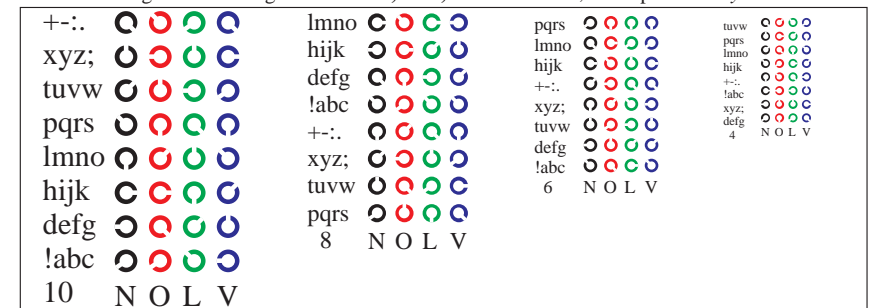 +-:.
xyz;
tuvw
pqrs
lmno
hijk
defg
!abc
10 N O L V
lmno
hijk
defg
!abc
+-:.
xyz;
tuvw
pqrs
8 N O L V
pqrs
lmno
hijk
+-:.
xyz;
tuvw
defg
!abc
6 N O L V
tuvw
pqrs
lmno
hijk
+-:.
!abc
xyz;
defg
4 N O L V